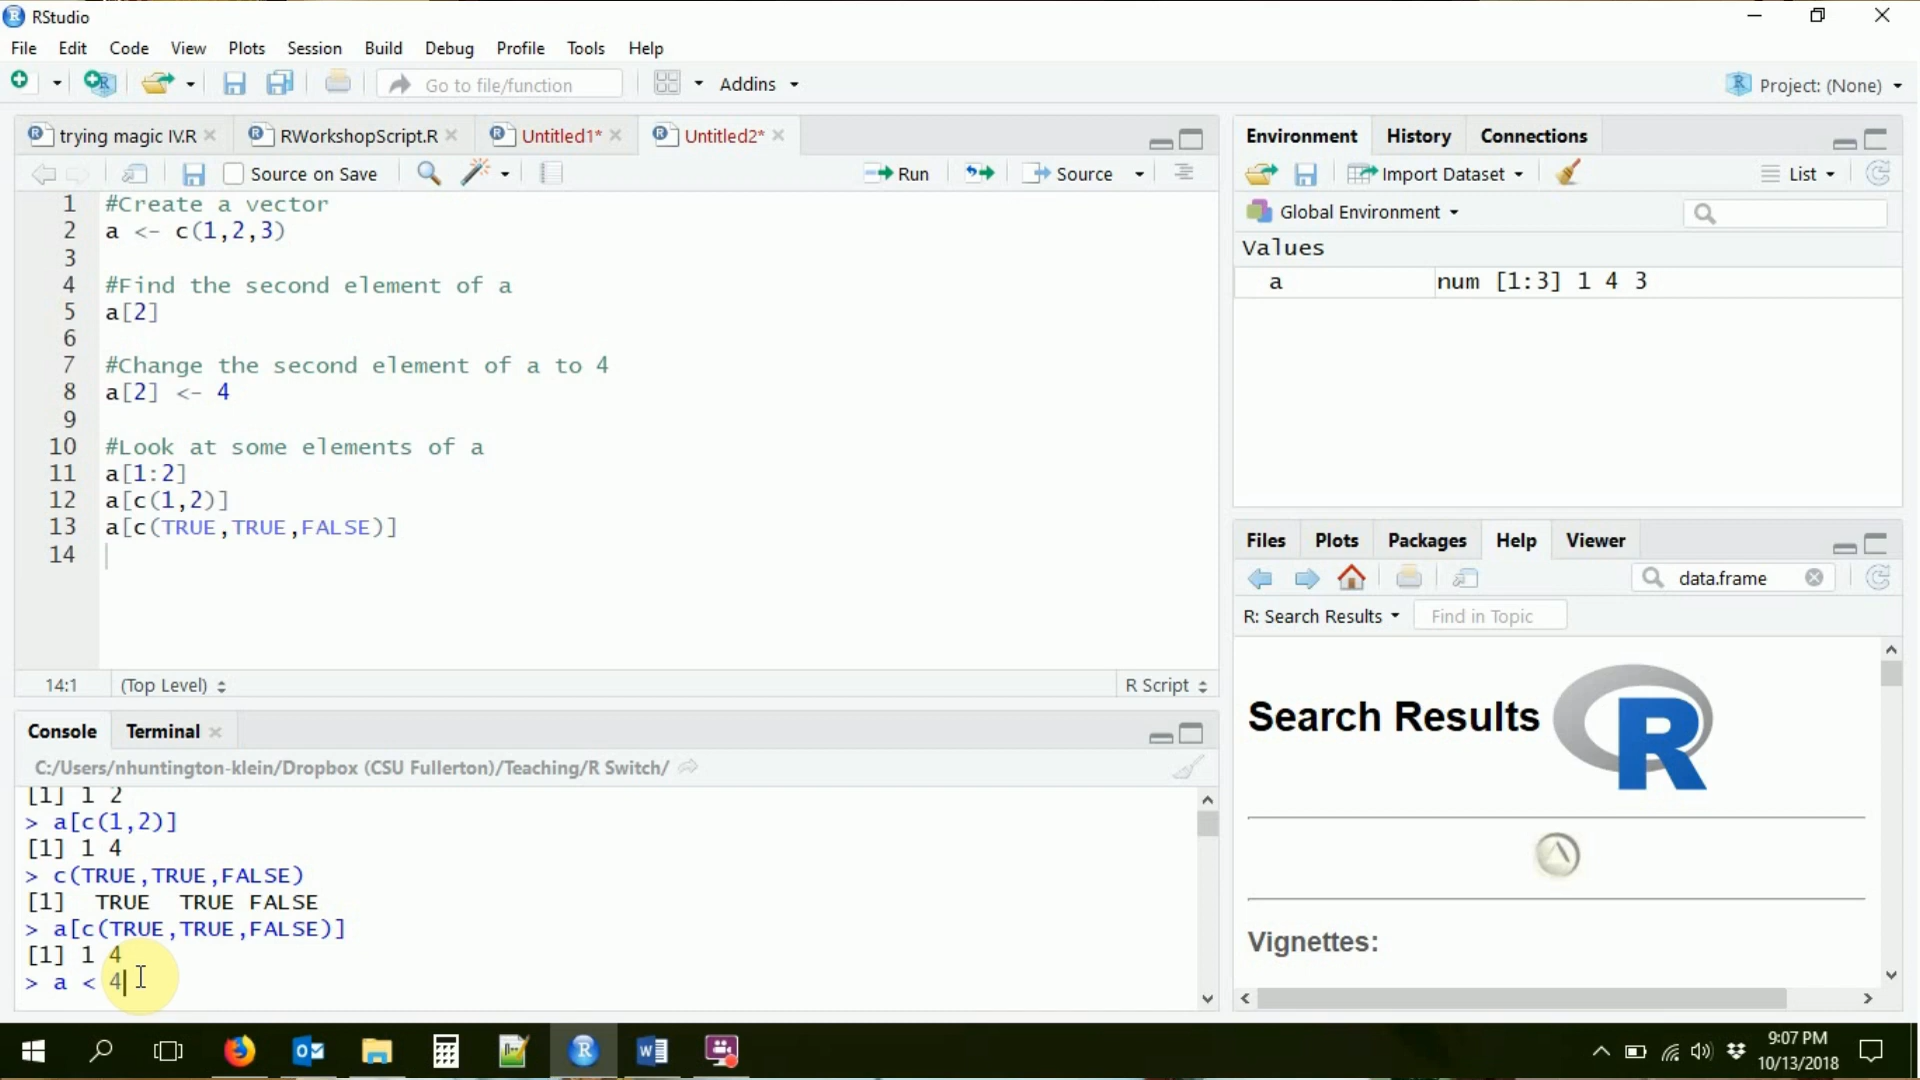 RStudio
File Edit Code View Plots Session Build Debug Profile Tools Help
Go to file/function Addins Project: (None)
trying magic IV.R RWorkshopScript.R Untitled1* Untitled2*
Source on Save Run Source
1 #Create a vector
2 a <- c(1,2,3)
3
4 #Find the second element of a
5 a[2]
6
7 #Change the second element of a to 4
8 a[2] <- 4
9
10 #Look at some elements of a
11 a[1:2]
12 a[c(1,2)]
13 a[c(TRUE,TRUE,FALSE)]
14
14:1 (Top Level) R Script
Console Terminal
C:/Users/nhuntington-klein/Dropbox (CSU Fullerton)/Teaching/R Switch/
[1] 1 2
> a[c(1,2)]
[1] 1 4
> c(TRUE,TRUE,FALSE)
[1] TRUE TRUE FALSE
> a[c(TRUE,TRUE,FALSE)]
[1] 1 4
> a < 4
Environment History Connections
Import Dataset List
Global Environment
Values
a num [1:3] 1 4 3
Files Plots Packages Help Viewer
data.frame
R: Search Results Find in Topic
Search Results R
Vignettes:
9:07 PM
10/13/2018